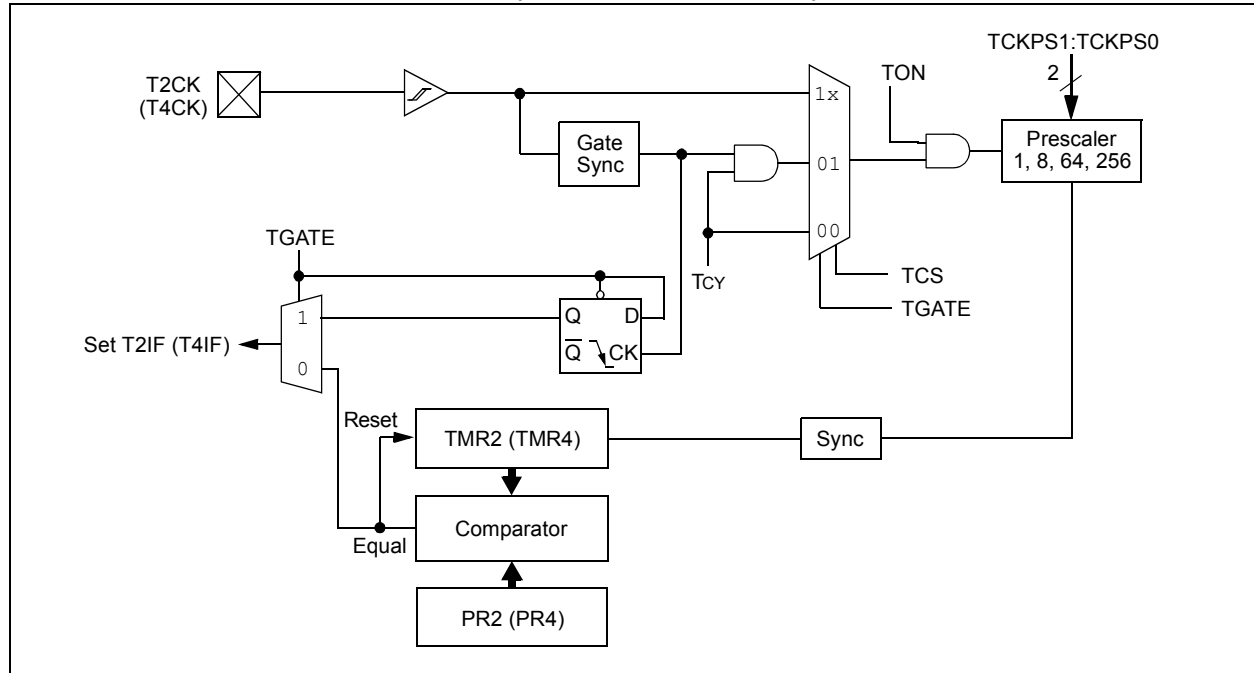 TCKPS1:TCKPS0
2
TON
T2CK
(T4CK)
1x
Prescaler
1, 8, 64, 256
Gate
Sync
01
00
TGATE
TCY
TCS
TGATE
1
Q
D
Set T2IF (T4IF)
Q
CK
0
Reset
TMR2 (TMR4)
Sync
Comparator
Equal
PR2 (PR4)